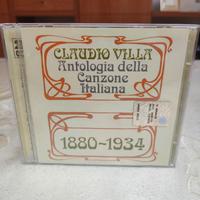 CLAUDIO VILLA
Antologia della
Canzone
Italiana
1880~1934